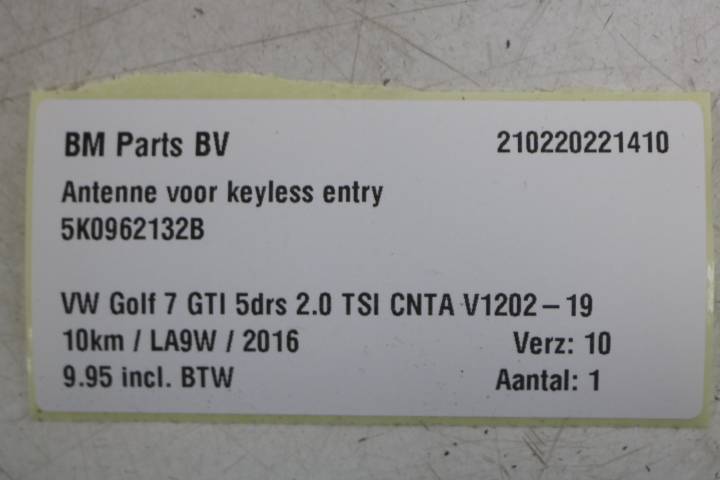 BM Parts BV 210220221410
Antenne voor keyless entry
5K0962132B
VW Golf 7 GTI 5drs 2.0 TSI CNTA V1202 – 19
10km / LA9W / 2016 Verz: 10
9.95 incl. BTW Aantal: 1